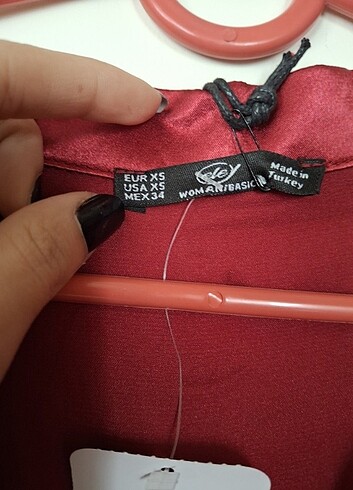 EUR XS
USA XS
MEX 34
WOMAN/BASIC
Made in
Turkey